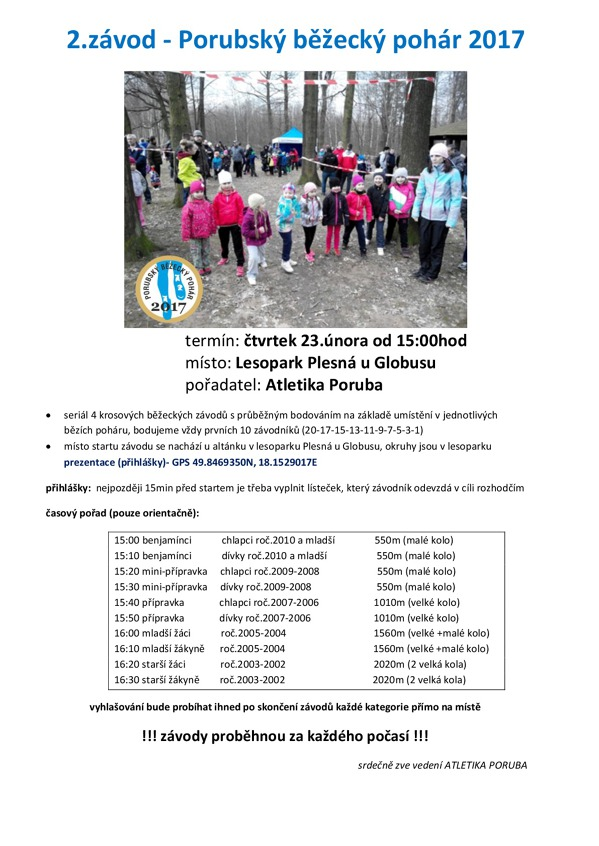 2.závod - Porubský běžecký pohár 2017
PORUBSKÝ BĚŽECKÝ POHÁR
2017
termín: čtvrtek 23.února od 15:00hod
místo: Lesopark Plesná u Globusu
pořadatel: Atletika Poruba
• seriál 4 krosových běžeckých závodů s průběžným bodováním na základě umístění v jednotlivých
bězích poháru, bodujeme vždy prvních 10 závodníků (20-17-15-13-11-9-7-5-3-1)
• místo startu závodu se nachází u altánku v lesoparku Plesná u Globusu, okruhy jsou v lesoparku
prezentace (přihlášky)- GPS 49.8469350N, 18.1529017E
přihlášky: nejpozději 15min před startem je třeba vyplnit lísteček, který závodník odevzdá v cíli rozhodčím
časový pořad (pouze orientačně):
15:00 benjamínci chlapci roč.2010 a mladší 550m (malé kolo)
15:10 benjamínci dívky roč.2010 a mladší 550m (malé kolo)
15:20 mini-přípravka chlapci roč.2009-2008 550m (malé kolo)
15:30 mini-přípravka dívky roč.2009-2008 550m (malé kolo)
15:40 přípravka chlapci roč.2007-2006 1010m (velké kolo)
15:50 přípravka dívky roč.2007-2006 1010m (velké kolo)
16:00 mladší žáci roč.2005-2004 1560m (velké +malé kolo)
16:10 mladší žákyně roč.2005-2004 1560m (velké +malé kolo)
16:20 starší žáci roč.2003-2002 2020m (2 velká kola)
16:30 starší žákyně roč.2003-2002 2020m (2 velká kola)
vyhlašování bude probíhat ihned po skončení závodů každé kategorie přímo na místě
!!! závody proběhnou za každého počasí !!!
srdečně zve vedení ATLETIKA PORUBA